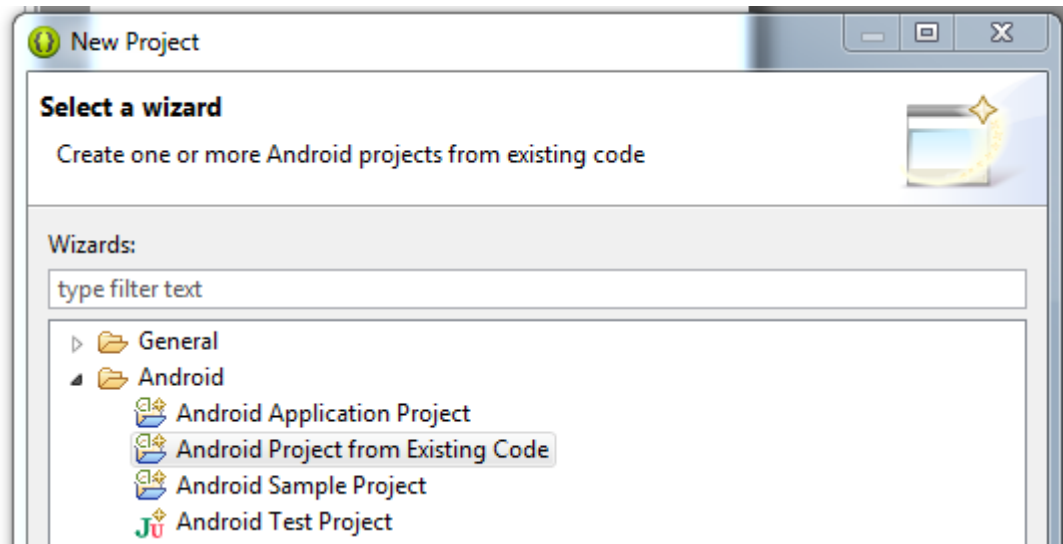 New Project
Select a wizard
Create one or more Android projects from existing code
Wizards:
type filter text
General
Android
Android Application Project
Android Project from Existing Code
Android Sample Project
Android Test Project